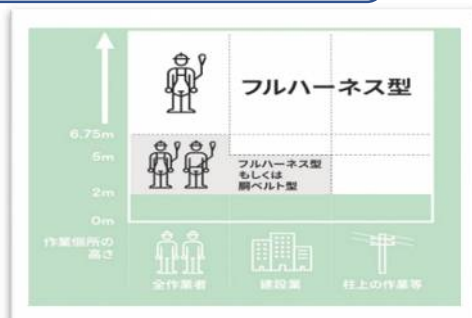 フルハーネス型
6.75m
5m
フルハーネス型
もしくは
胴ベルト型
2m
0m
作業個所の
高さ
全作業者
建設業
柱上の作業等